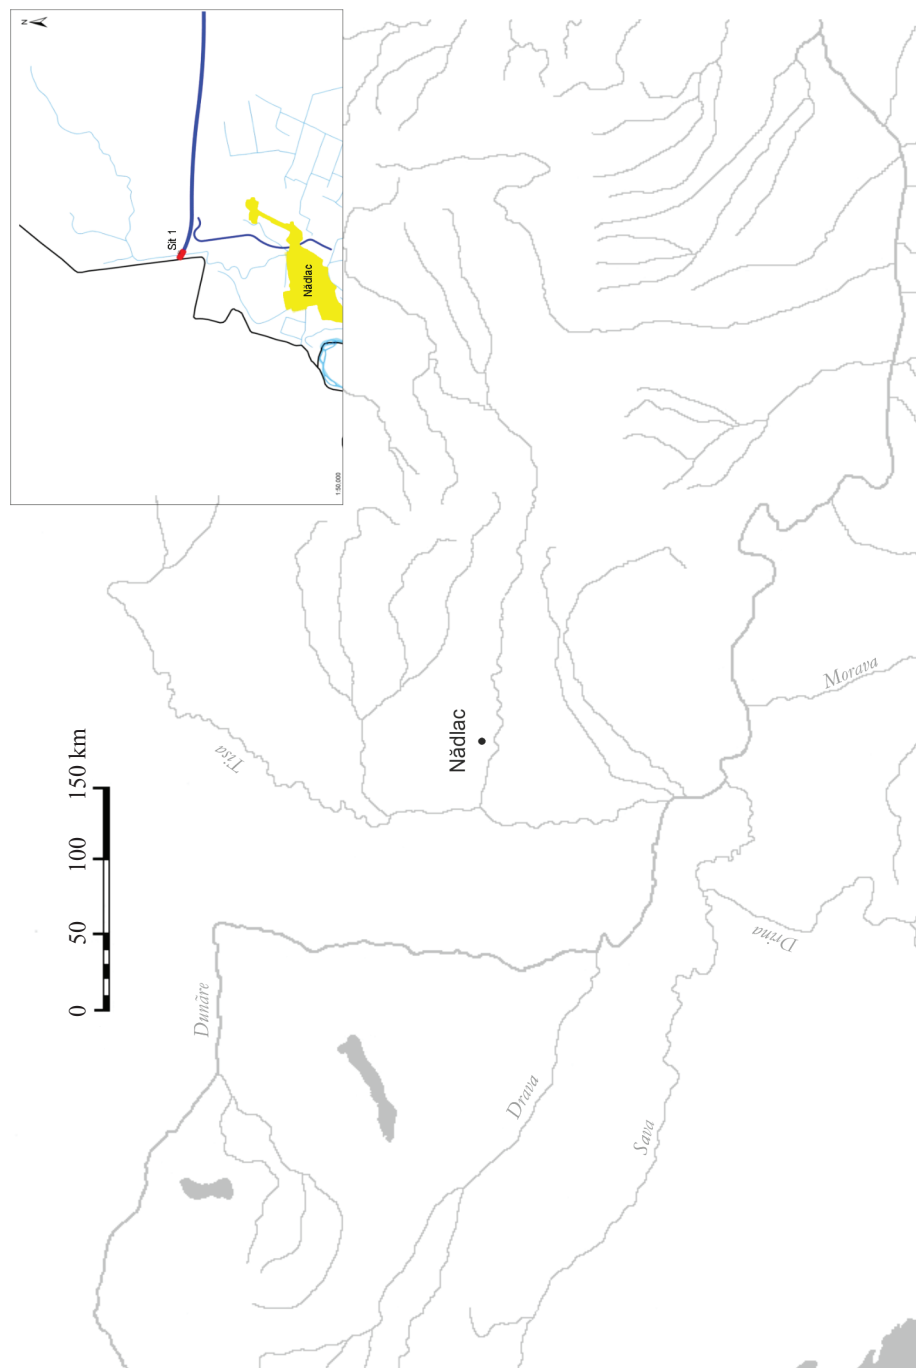 N
Sit 1
Nădlac
1:50.000
0 50 100 150 km
Tisa
Dunăre
Nădlac
Morava
Drina
Drava
Sava